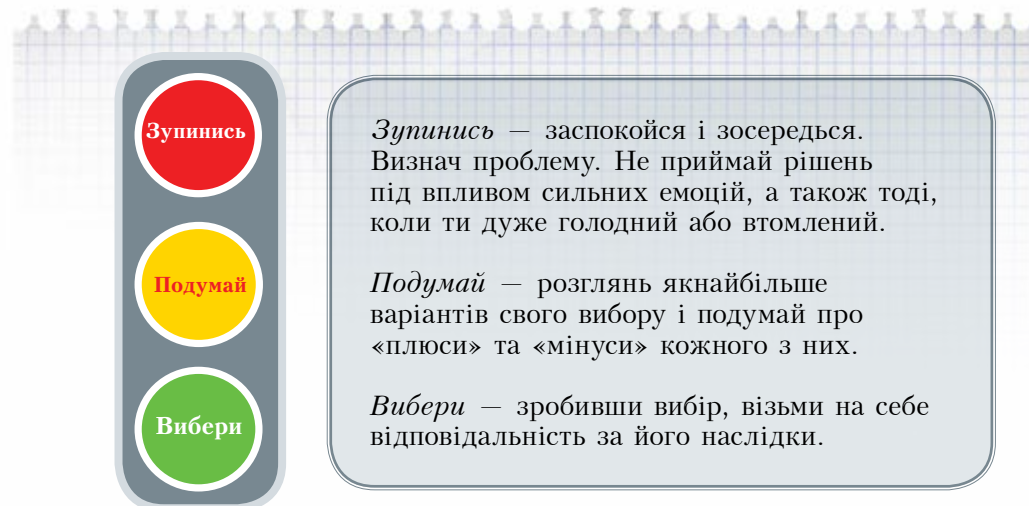 Зупинись
Подумай
Вибери
Зупинись — заспокойся і зосередься.
Визнач проблему. Не приймай рішень
під впливом сильних емоцій, а також тоді,
коли ти дуже голодний або втомлений.
Подумай — розглянь якнайбільше
варіантів свого вибору і подумай про
«плюси» та «мінуси» кожного з них.
Вибери — зробивши вибір, візьми на себе
відповідальність за його наслідки.